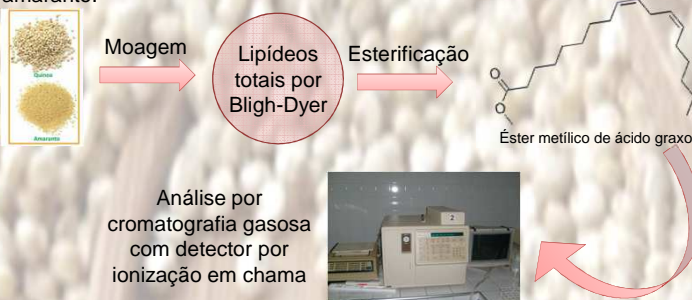 amaranto.
Quinoa
Amaranto
Moagem
Lipídeos
totais por
Bligh-Dyer
Esterificação
O
O
Éster metílico de ácido graxo
Análise por
cromatografia gasosa
com detector por
ionização em chama
2